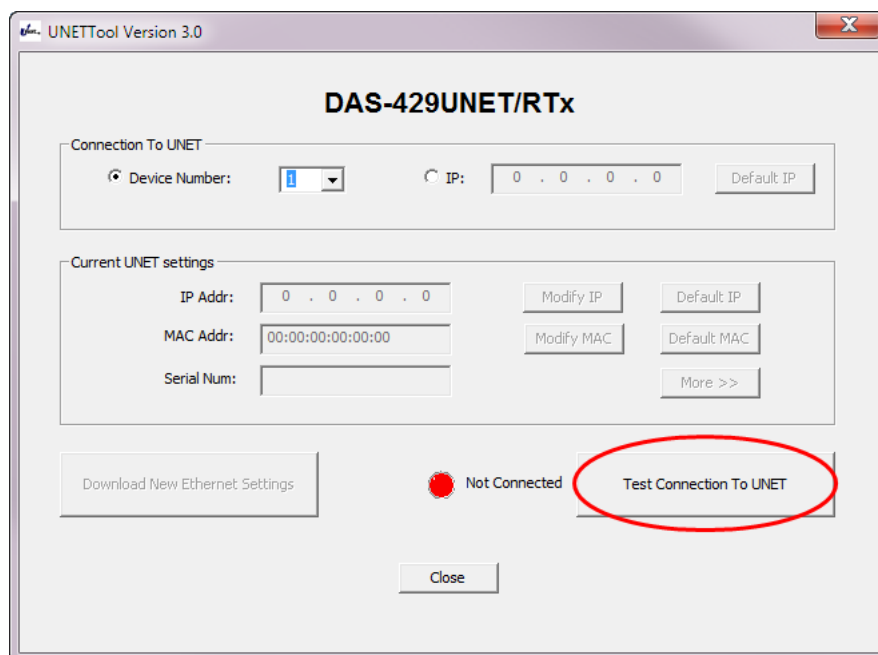 UNETTool Version 3.0
X
DAS-429UNET/RTx
Connection To UNET
Device Number: 1 IP: 0 . 0 . 0 . 0 Default IP
Current UNET settings
IP Addr: 0 . 0 . 0 . 0 Modify IP Default IP
MAC Addr: 00:00:00:00:00:00 Modify MAC Default MAC
Serial Num: More >>
Download New Ethernet Settings Not Connected Test Connection To UNET
Close